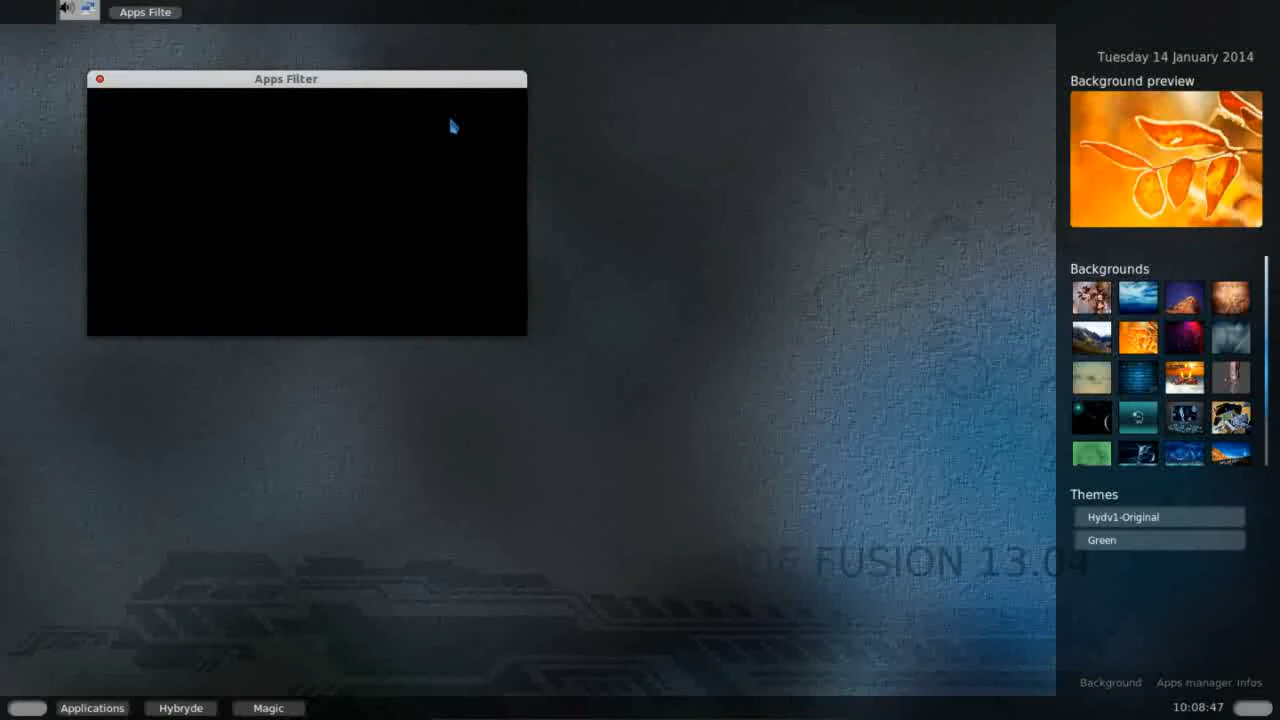 Apps Filte
Apps Filter
Tuesday 14 January 2014
Background preview
Backgrounds
Themes
Hydv1-Original
Green
FUSION 13.04
Background Apps manager Infos
Applications Hybryde Magic 10:08:47